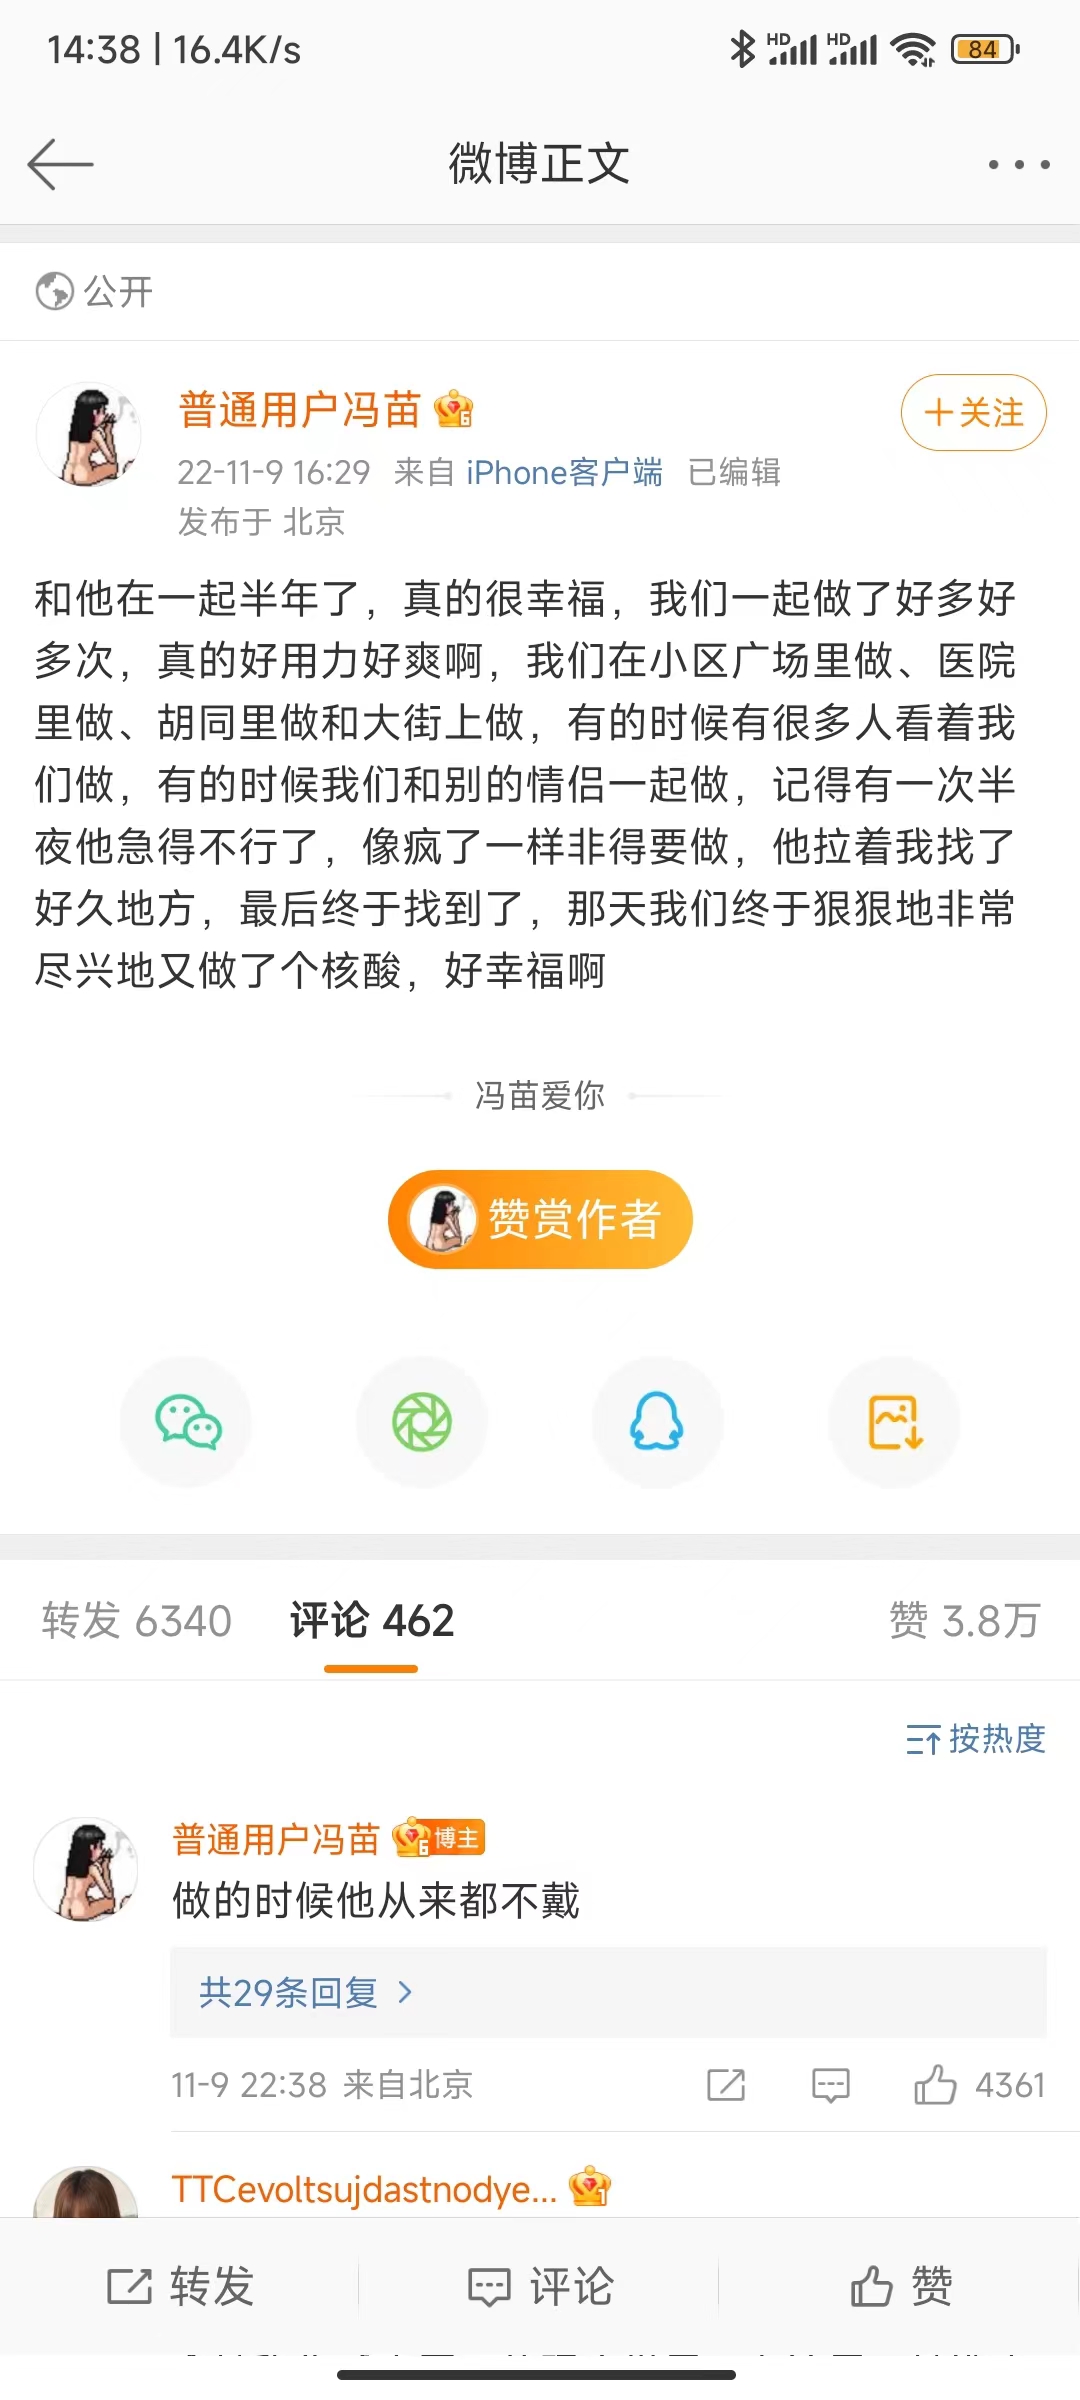 14:38 | 16.4K/s
HD HD 84
微博正文
公开
普通用户冯苗 6
+关注
22-11-9 16:29 来自 iPhone客户端 已编辑
发布于 北京
和他在一起半年了，真的很幸福，我们一起做了好多好
多次，真的好用力好爽啊，我们在小区广场里做、医院
里做、胡同里做和大街上做，有的时候有很多人看着我
们做，有的时候我们和别的情侣一起做，记得有一次半
夜他急得不行了，像疯了一样非得要做，他拉着我找了
好久地方，最后终于找到了，那天我们终于狠狠地非常
尽兴地又做了个核酸，好幸福啊
冯苗爱你
赞赏作者
转发 6340 评论 462 赞 3.8万
按热度
普通用户冯苗 6 博主
做的时候他从来都不戴
共29条回复 >
11-9 22:38 来自北京 4361
TTCevoltsujdastnodye... 1
转发 评论 赞